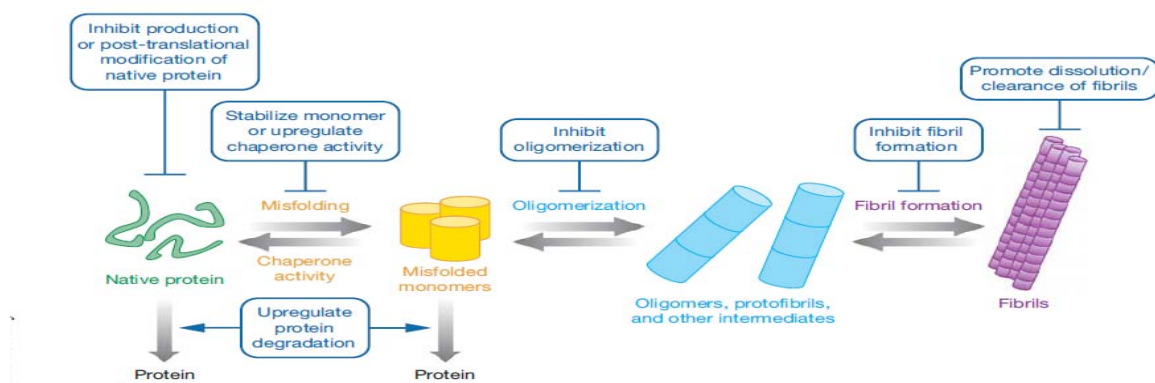 Inhibit production
or post-translational
modification of
native protein
Stabilize monomer
or upregulate
chaperone activity
Inhibit
oligomerization
Inhibit fibril
formation
Promote dissolution/
clearance of fibrils
Misfolding
Chaperone
activity
Oligomerization
Fibril formation
Native protein
Misfolded
monomers
Oligomers, protofibrils,
and other intermediates
Fibrils
Upregulate
protein
degradation
Protein
Protein